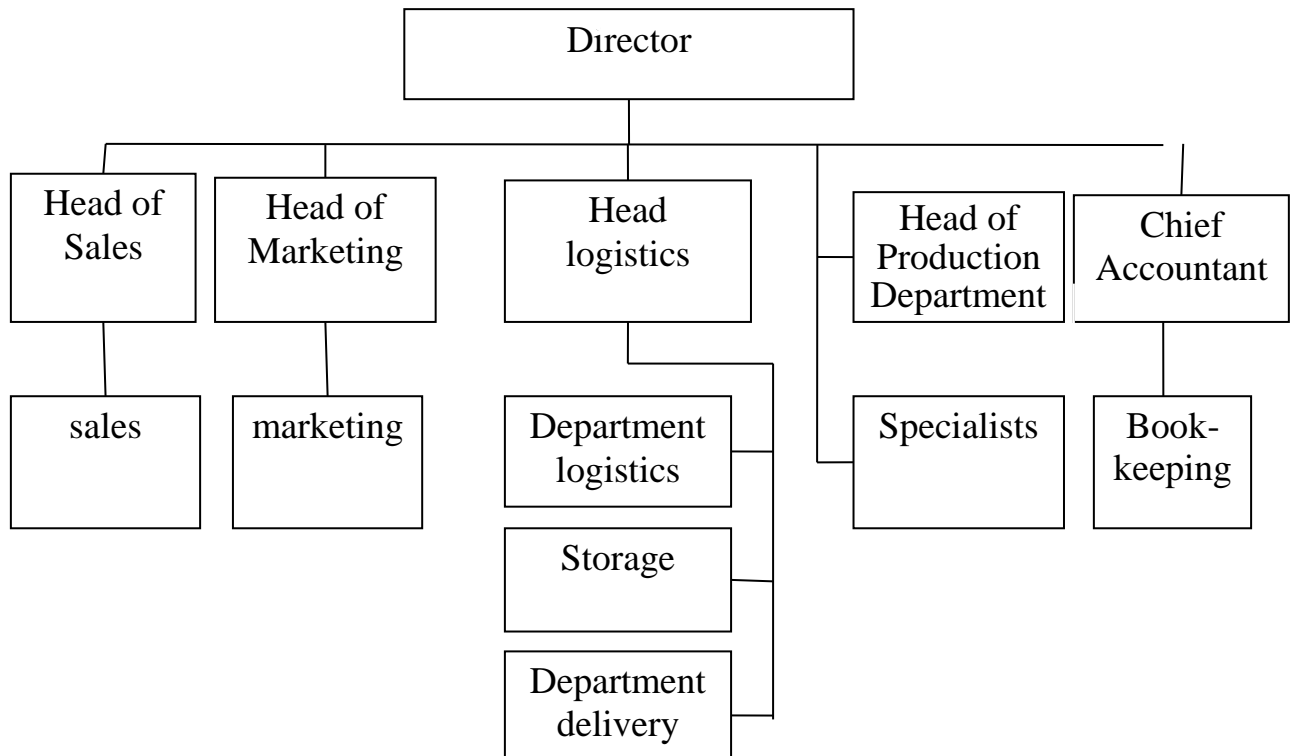 Dırector
Head of
Sales
Head of
Marketing
Head
logistics
Head of
Production
Department
Chief
Accountant
sales
marketing
Department
logistics
Specialists
Book-
keeping
Storage
Department
delivery